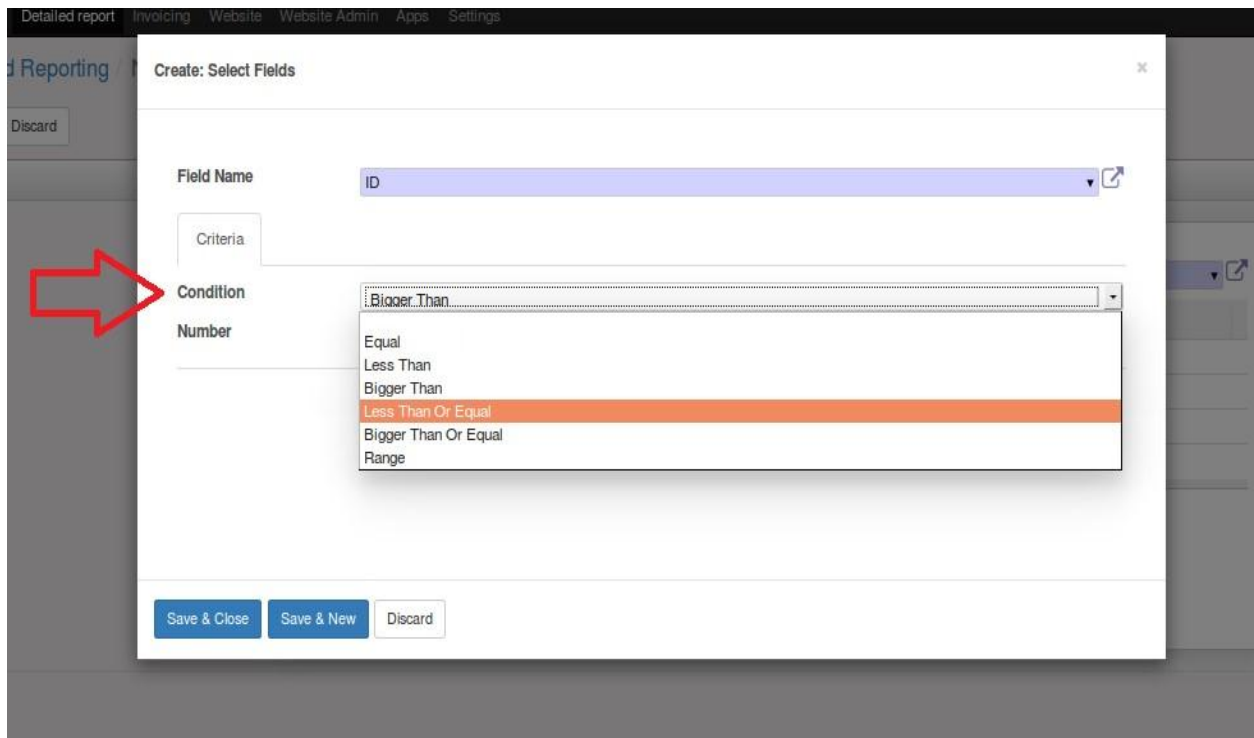 Detailed report Invoicing Website Website Admin Apps Settings
d Reporting /
Create: Select Fields
×
Discard
Field Name
ID
Criteria
Condition
Bigger Than
Number
Equal
Less Than
Bigger Than
Less Than Or Equal
Bigger Than Or Equal
Range
Save & Close Save & New Discard